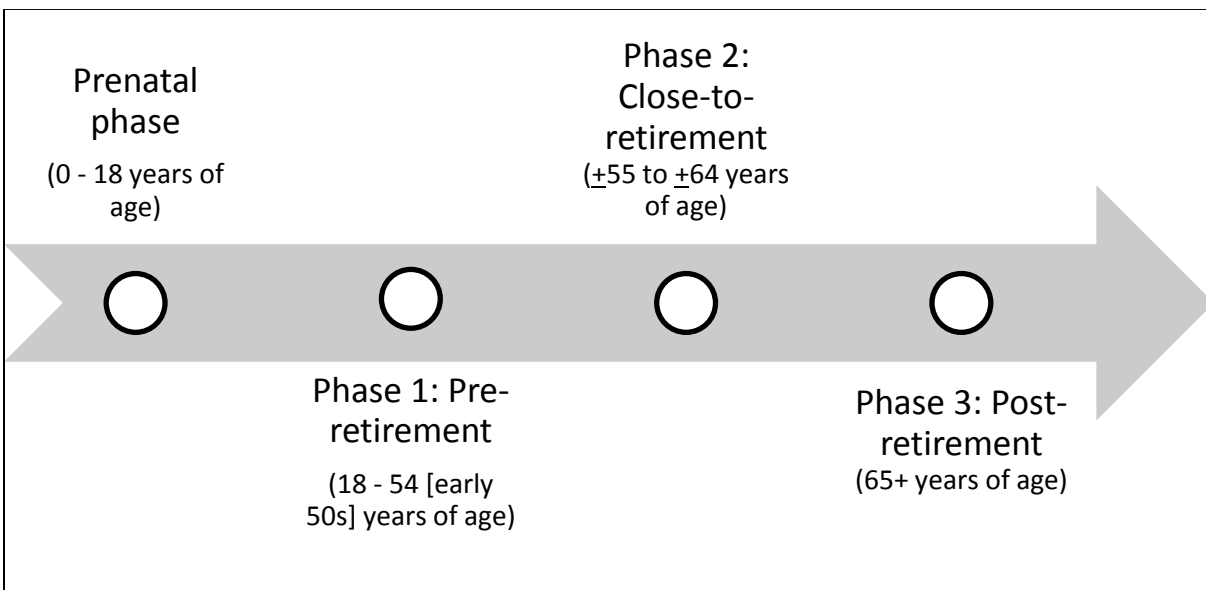 Prenatal
phase
(0 - 18 years of
age)
Phase 1: Pre-
retirement
(18 - 54 [early
50s] years of age)
Phase 2:
Close-to-
retirement
(±55 to ±64 years
of age)
Phase 3: Post-
retirement
(65+ years of age)